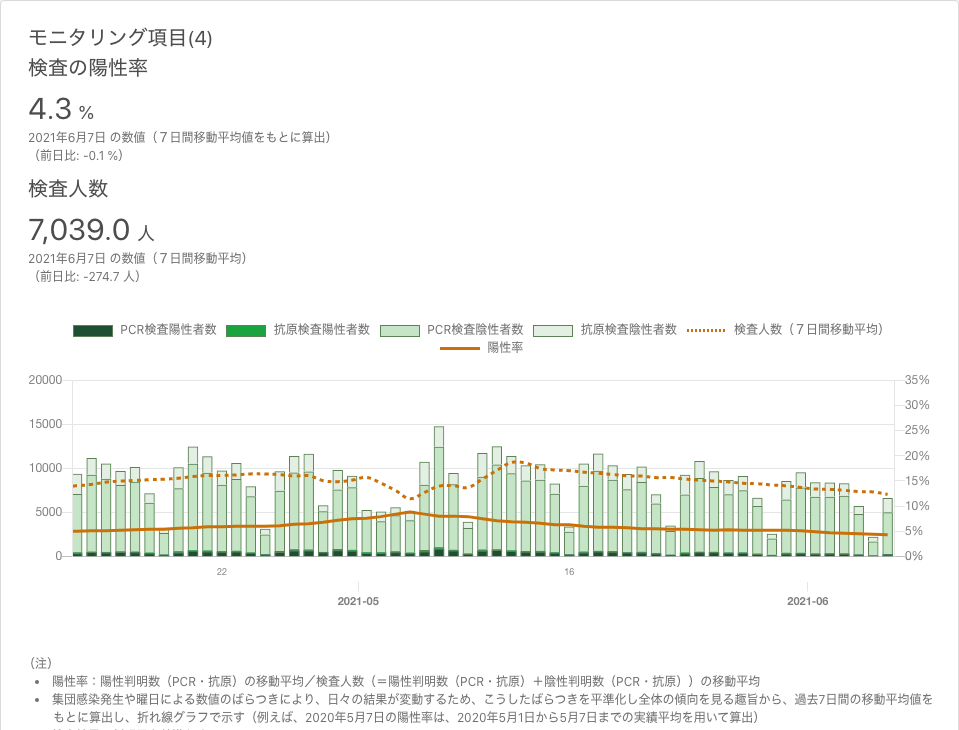 モニタリング項目(4)
検査の陽性率
4.3 %
2021年6月7日 の数値（７日間移動平均値をもとに算出）
（前日比: -0.1 %）
検査人数
7,039.0 人
2021年6月7日 の数値（７日間移動平均）
（前日比: -274.7 人）
PCR検査陽性者数 抗原検査陽性者数 PCR検査陰性者数 抗原検査陰性者数 検査人数（７日間移動平均）
陽性率
20000 35%
30%
15000 25%
20%
10000 15%
5000 10%
5%
0 0%
22 16
2021-05 2021-06
（注）
• 陽性率：陽性判明数（PCR・抗原）の移動平均／検査人数（＝陽性判明数（PCR・抗原）＋陰性判明数（PCR・抗原））の移動平均
• 集団感染発生や曜日による数値のばらつきにより、日々の結果が変動するため、こうしたばらつきを平準化し全体の傾向を見る趣旨から、過去7日間の移動平均値を
もとに算出し、折れ線グラフで示す（例えば、2020年5月7日の陽性率は、2020年5月1日から5月7日までの実績平均を用いて算出）